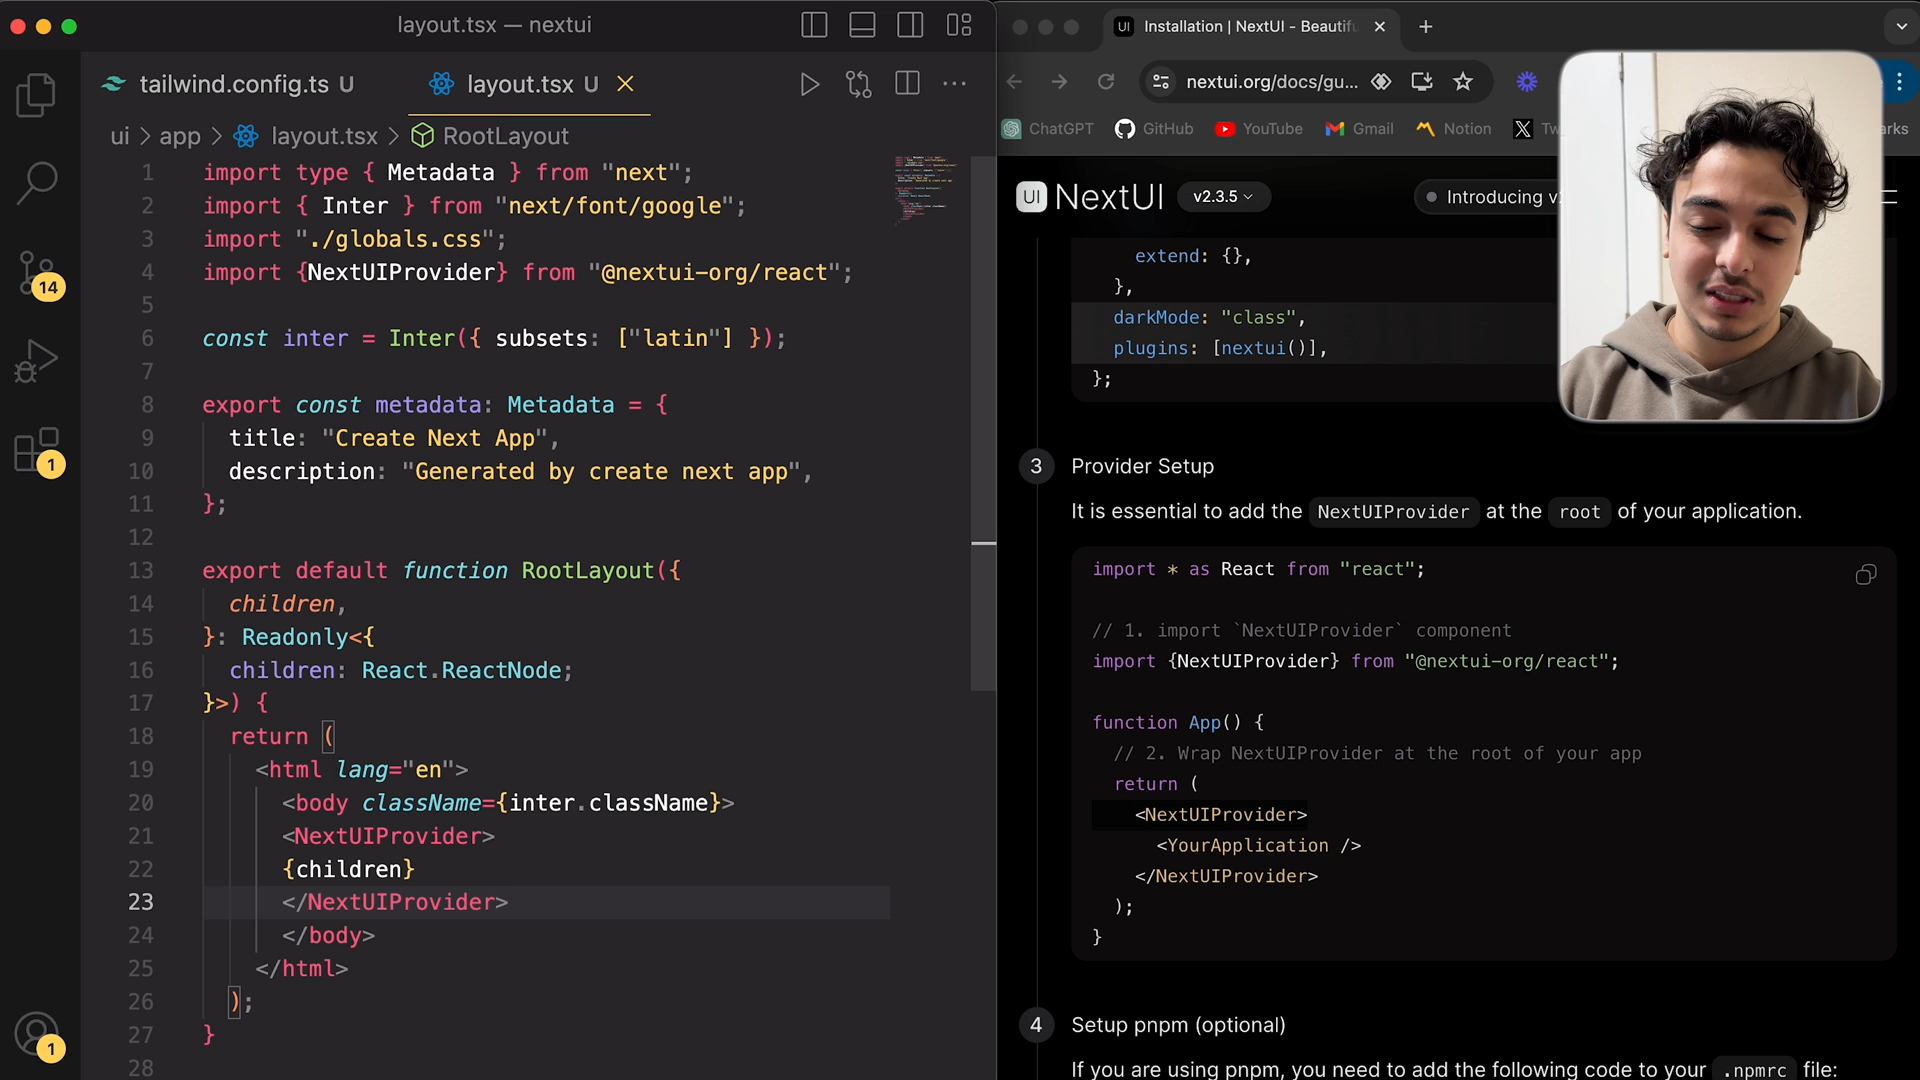 layout.tsx — nextui
tailwind.config.ts U
layout.tsx U
ui > app > layout.tsx > RootLayout
1 import type { Metadata } from "next";
2 import { Inter } from "next/font/google";
3 import "./globals.css";
4 import {NextUIProvider} from "@nextui-org/react";
5
6 const inter = Inter({ subsets: ["latin"] });
7
8 export const metadata: Metadata = {
9 title: "Create Next App",
10 description: "Generated by create next app",
11 };
12
13 export default function RootLayout({
14 children,
15 }: Readonly<{
16 children: React.ReactNode;
17 }>) {
18 return (
19 <html lang="en">
20 <body className={inter.className}>
21 <NextUIProvider>
22 {children}
23 </NextUIProvider>
24 </body>
25 </html>
26 );
27 }
28
14
1
1
UI Installation | NextUI - Beautif
nextui.org/docs/gu...
ChatGPT GitHub YouTube Gmail Notion X Tw
arks
UI NextUI v2.3.5
Introducing v
extend: {},
},
darkMode: "class",
plugins: [nextui()],
};
3 Provider Setup
It is essential to add the NextUIProvider at the root of your application.
import * as React from "react";
// 1. import `NextUIProvider` component
import {NextUIProvider} from "@nextui-org/react";
function App() {
// 2. Wrap NextUIProvider at the root of your app
return (
<NextUIProvider>
<YourApplication />
</NextUIProvider>
);
}
4 Setup pnpm (optional)
If you are using pnpm, you need to add the following code to your .npmrc file: